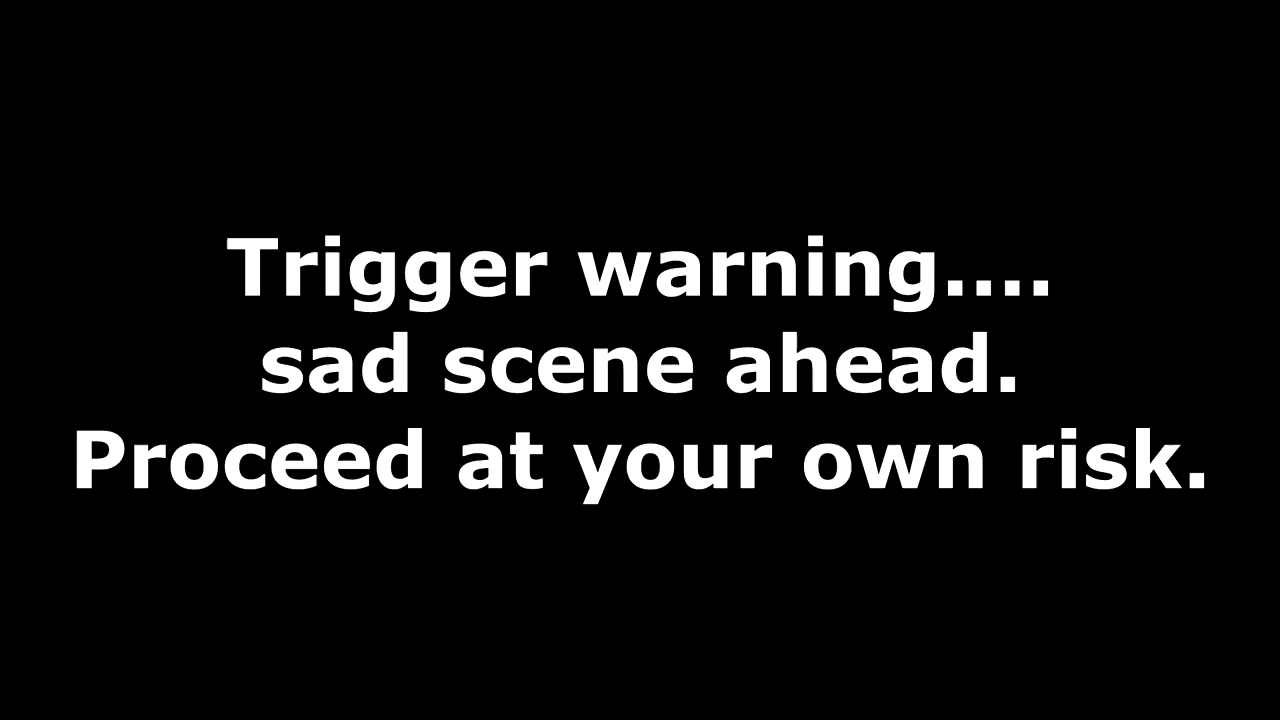 Trigger warning....
sad scene ahead.
Proceed at your own risk.